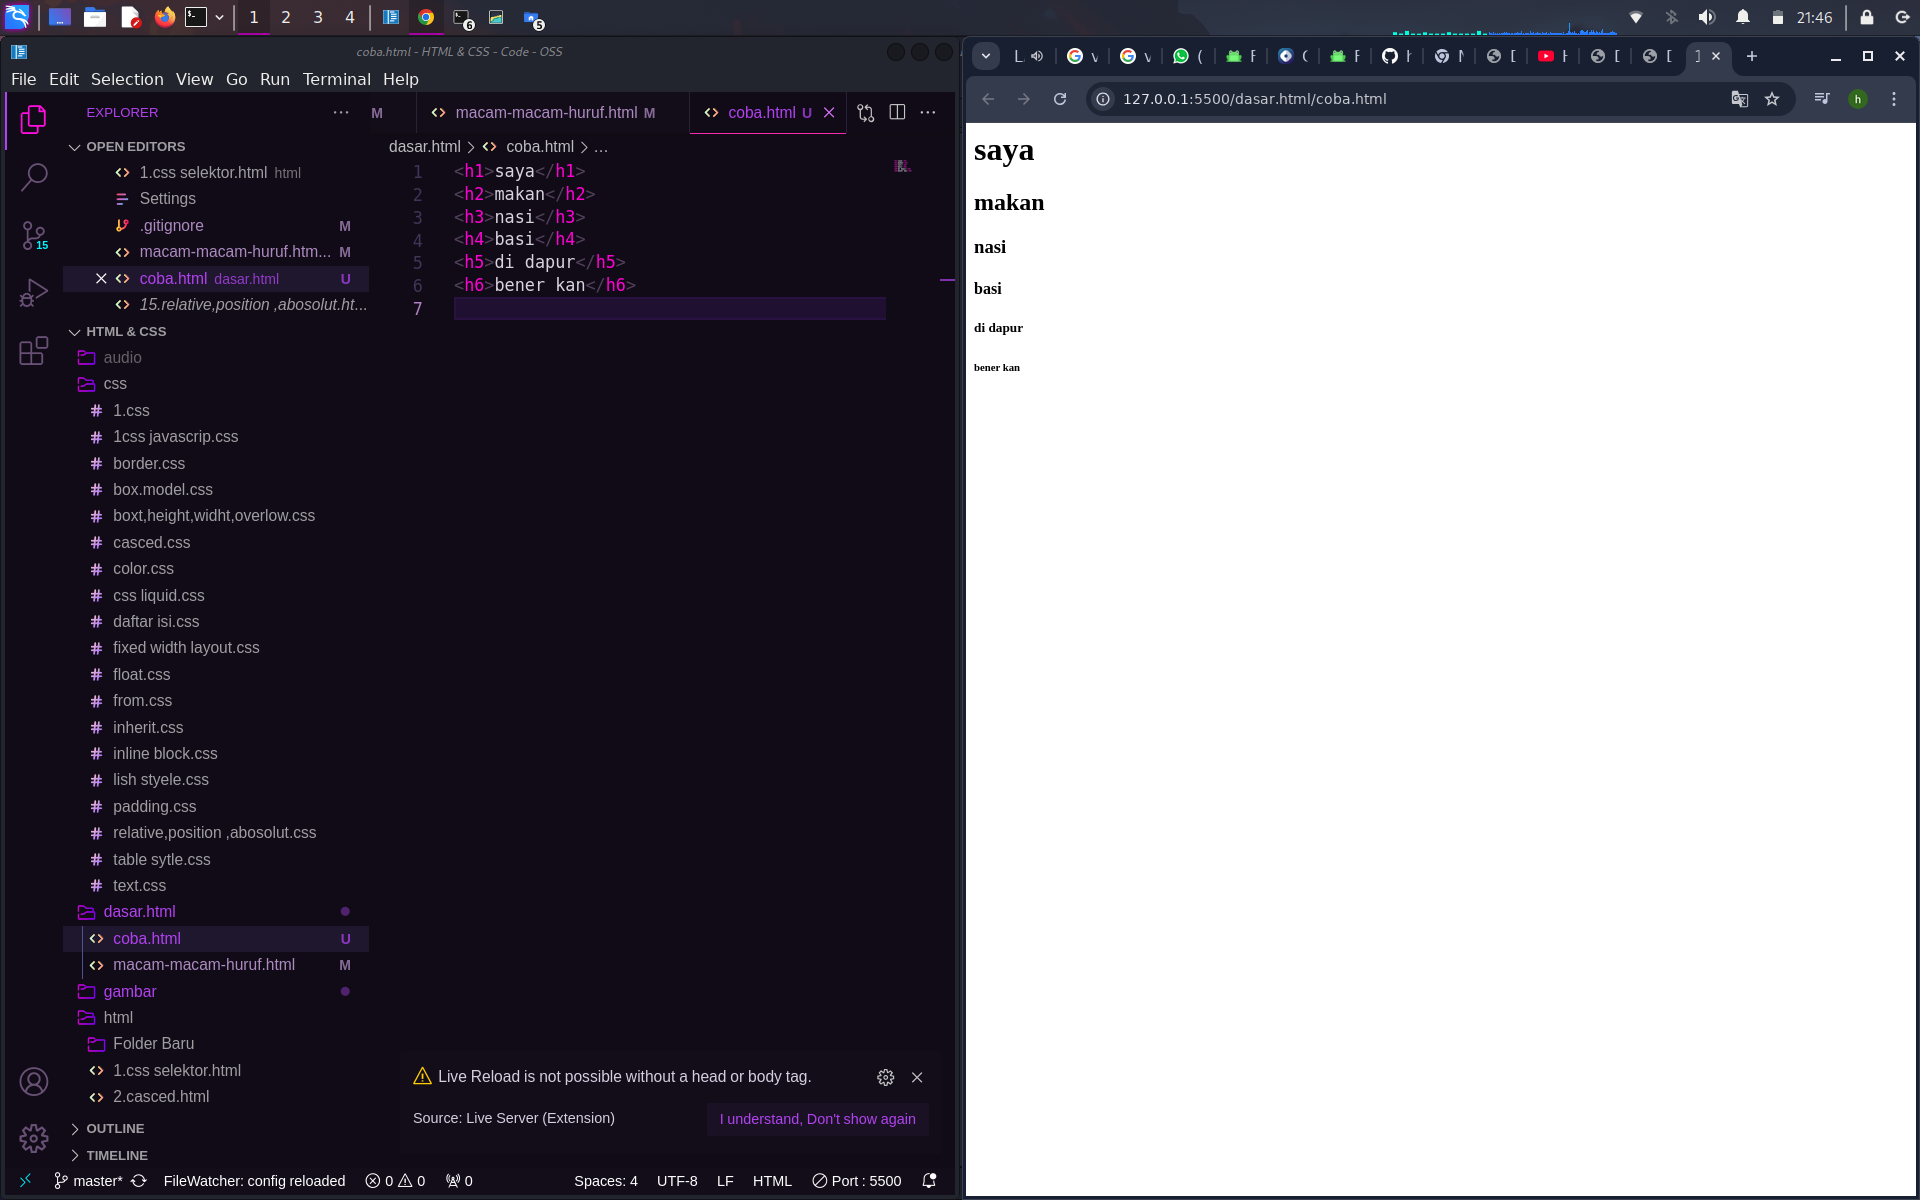 1 2 3 4
6
5
21:46
coba.html - HTML & CSS - Code - OSS
File Edit Selection View Go Run Terminal Help
EXPLORER
M
macam-macam-huruf.html M
coba.html U
dasar.html > coba.html > ...
OPEN EDITORS
1.css selektor.html html
Settings
.gitignore M
macam-macam-huruf.htm... M
coba.html dasar.html U
15.relative,position ,abosolut.ht...
HTML & CSS
audio
css
1.css
1css javascrip.css
border.css
box.model.css
boxt,height,widht,overlow.css
casced.css
color.css
css liquid.css
daftar isi.css
fixed width layout.css
float.css
from.css
inherit.css
inline block.css
lish styele.css
padding.css
relative,position ,abosolut.css
table sytle.css
text.css
dasar.html
coba.html U
macam-macam-huruf.html M
gambar
html
Folder Baru
1.css selektor.html
2.casced.html
OUTLINE
TIMELINE
15
1 <h1>saya</h1>
2 <h2>makan</h2>
3 <h3>nasi</h3>
4 <h4>basi</h4>
5 <h5>di dapur</h5>
6 <h6>bener kan</h6>
7
Live Reload is not possible without a head or body tag.
Source: Live Server (Extension)
I understand, Don't show again
master* FileWatcher: config reloaded 0 0 0 Spaces: 4 UTF-8 LF HTML Port : 5500
127.0.0.1:5500/dasar.html/coba.html
h
saya
makan
nasi
basi
di dapur
bener kan